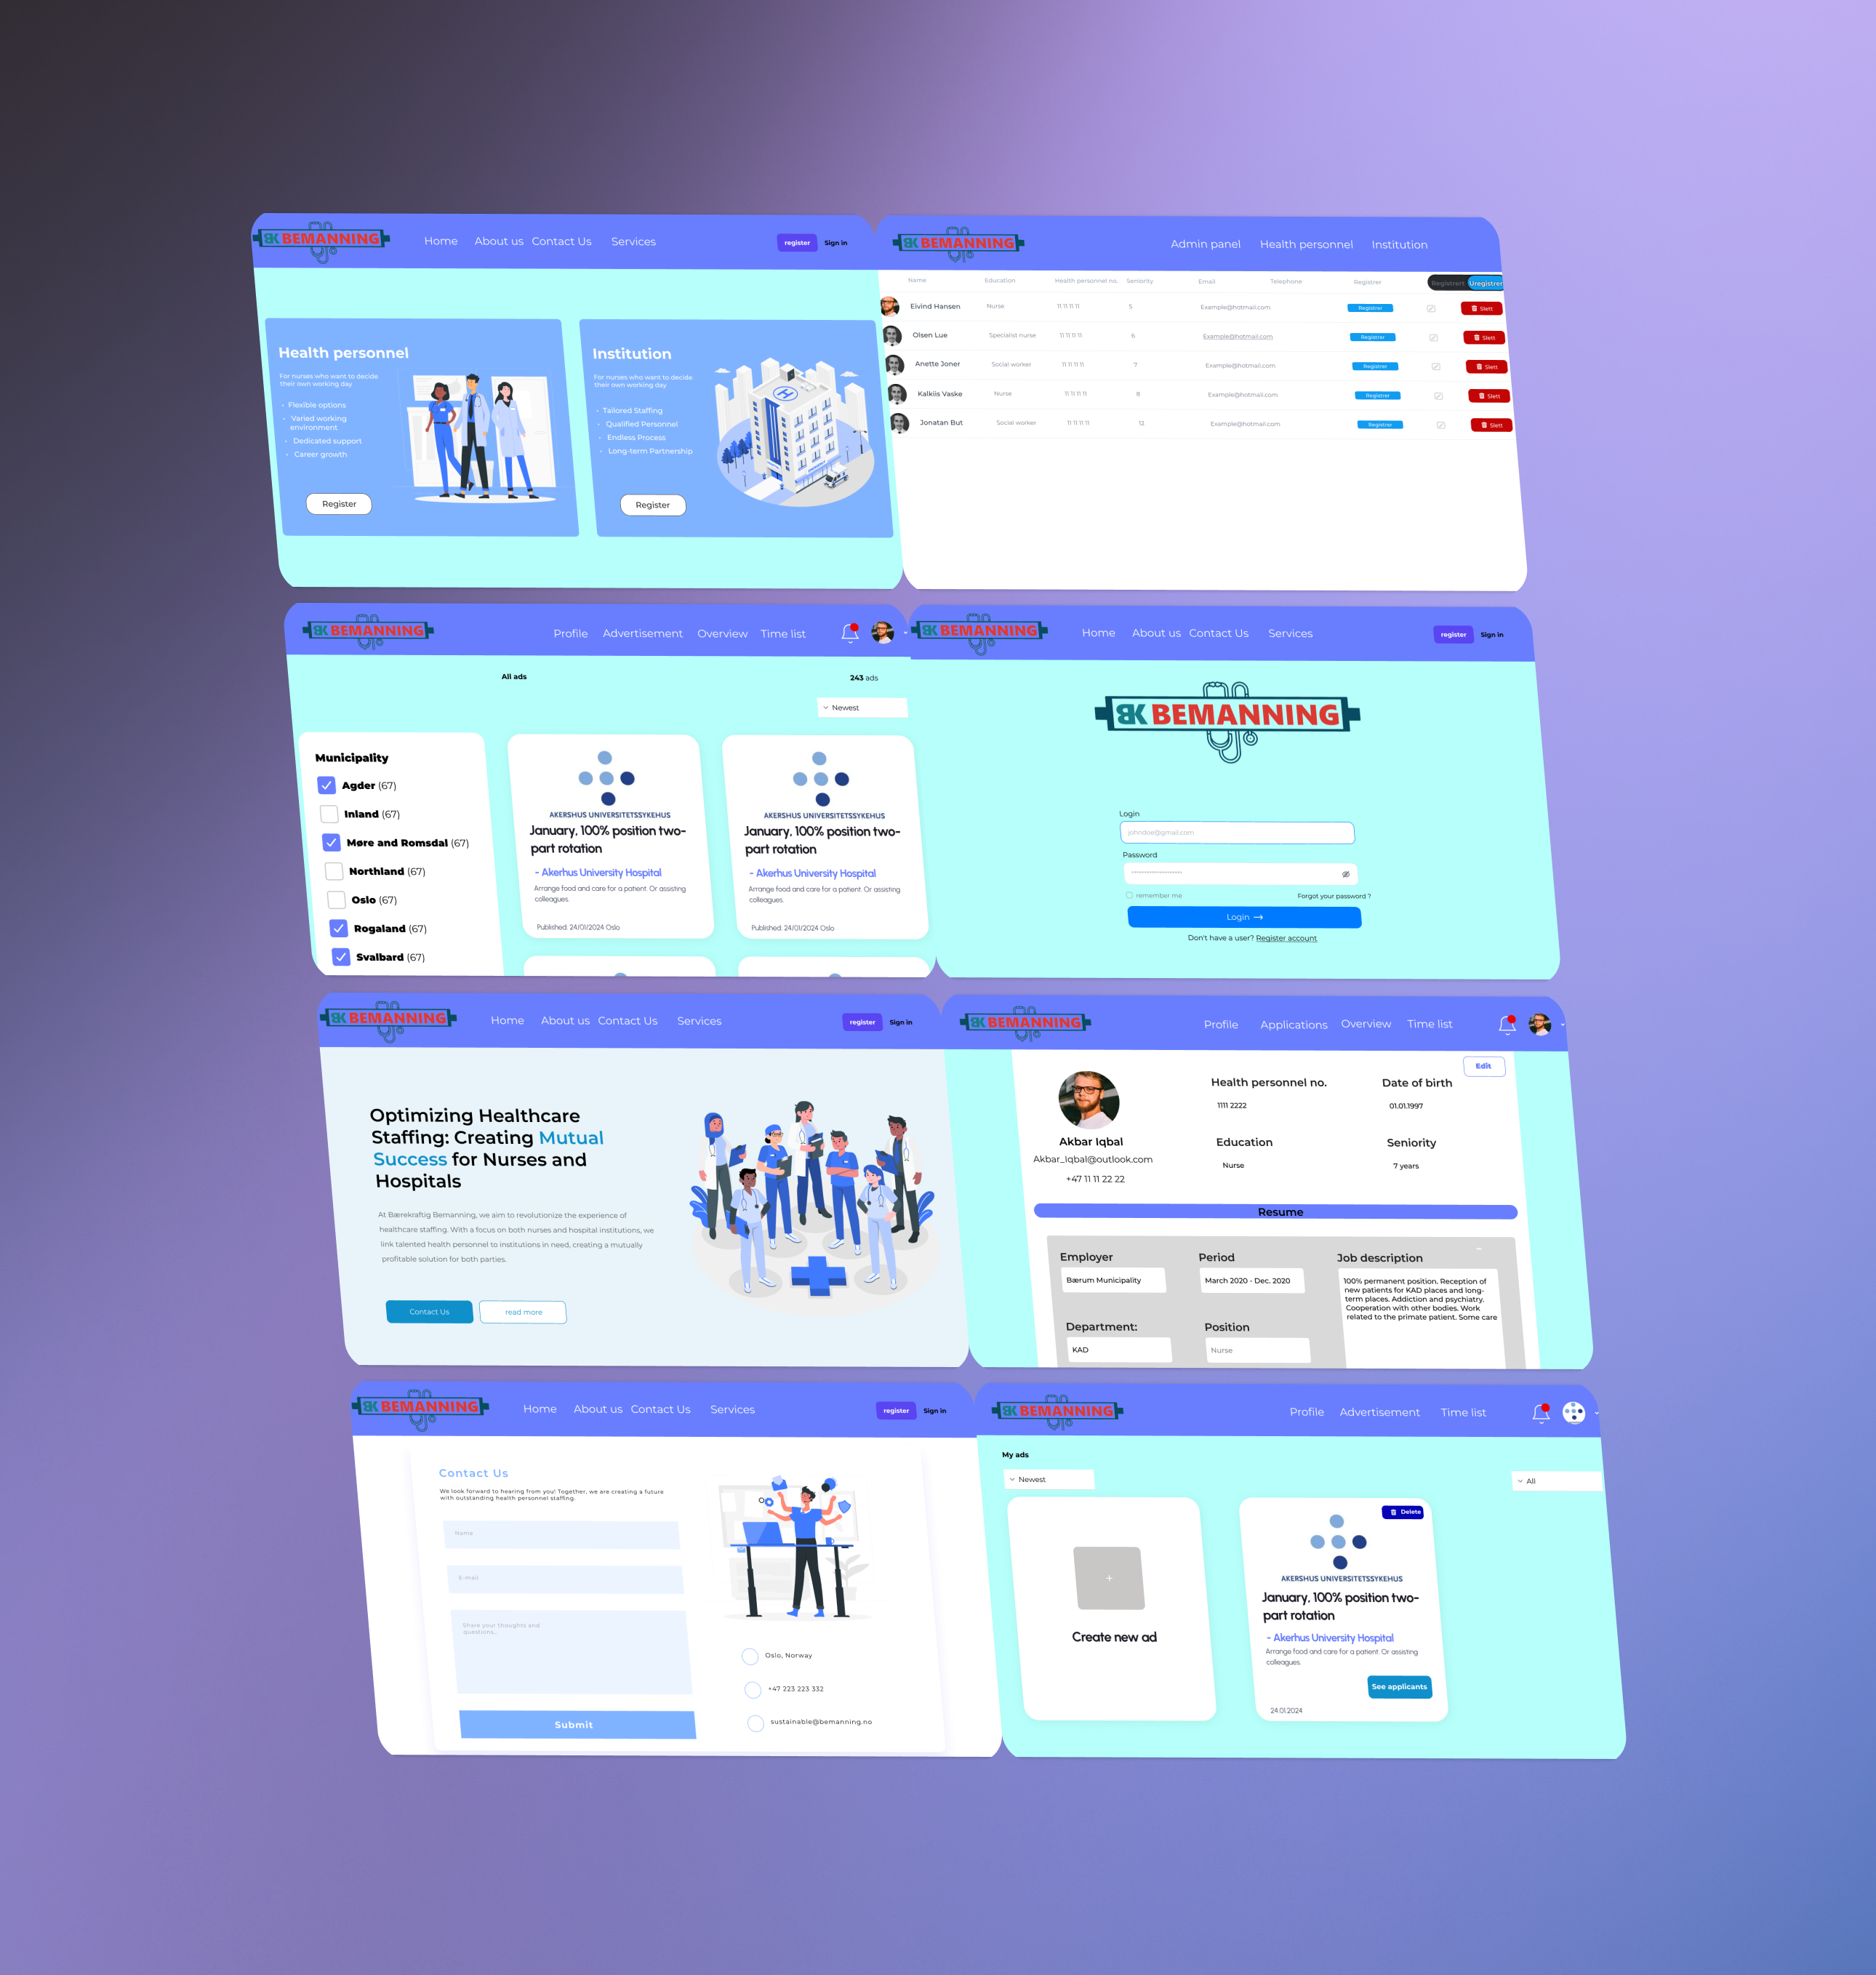 BK BEMANNING
Home About us Contact Us Services
register Sign in
Health personnel
For nurses who want to decide
their own working day
• Flexible options
• Varied working
environment
• Dedicated support
• Career growth
Register
Institution
For nurses who want to decide
their own working day
• Tailored Staffing
• Qualified Personnel
• Endless Process
• Long-term Partnership
H
Register
BK BEMANNING
Admin panel Health personnel Institution
Name Education Health personnel no. Seniority Email Telephone Registrer Registrert Uregistrert
Eivind Hansen Nurse 11 11 11 11 5 Example@hotmail.com Registrer Slett
Olsen Lue Specialist nurse 11 11 11 11 6 Example@hotmail.com Registrer Slett
Anette Joner Social worker 11 11 11 11 7 Example@hotmail.com Registrer Slett
Kalkiis Vaske Nurse 11 11 11 11 8 Example@hotmail.com Registrer Slett
Jonatan But Social worker 11 11 11 11 12 Example@hotmail.com Registrer Slett
BK BEMANNING
Profile Advertisement Overview Time list
All ads
243 ads
Newest
Municipality
Agder (67)
Inland (67)
Møre and Romsdal (67)
Northland (67)
Oslo (67)
Rogaland (67)
Svalbard (67)
AKERSHUS UNIVERSITETSSYKEHUS
January, 100% position two-
part rotation
- Akerhus University Hospital
Arrange food and care for a patient. Or assisting
colleagues.
Published: 24/01/2024 Oslo
AKERSHUS UNIVERSITETSSYKEHUS
January, 100% position two-
part rotation
- Akerhus University Hospital
Arrange food and care for a patient. Or assisting
colleagues.
Published: 24/01/2024 Oslo
BK BEMANNING
Home About us Contact Us Services
register Sign in
BK BEMANNING
Login
johndoe@gmail.com
Password
remember me
Forgot your password ?
Login →
Don't have a user? Register account
BK BEMANNING
Home About us Contact Us Services
register Sign in
Optimizing Healthcare
Staffing: Creating Mutual
Success for Nurses and
Hospitals
At Bærekraftig Bemanning, we aim to revolutionize the experience of
healthcare staffing. With a focus on both nurses and hospital institutions, we
link talented health personnel to institutions in need, creating a mutually
profitable solution for both parties.
Contact Us
read more
BK BEMANNING
Profile Applications Overview Time list
Edit
Akbar Iqbal
Akbar_Iqbal@outlook.com
+47 11 11 22 22
Health personnel no.
1111 2222
Date of birth
01.01.1997
Education
Nurse
Seniority
7 years
Resume
Employer
Bærum Municipality
Period
March 2020 - Dec. 2020
Job description
100% permanent position. Reception of
new patients for KAD places and long-
term places. Addiction and psychiatry.
Cooperation with other bodies. Work
related to the primate patient. Some care
Department:
KAD
Position
Nurse
BK BEMANNING
Home About us Contact Us Services
register Sign in
Contact Us
We look forward to hearing from you! Together, we are creating a future
with outstanding health personnel staffing.
Name
E-mail
Share your thoughts and
questions..
Submit
Oslo, Norway
+47 223 223 332
sustainable@bemanning.no
BK BEMANNING
Profile Advertisement Time list
My ads
Newest
All
+
Create new ad
Delete
AKERSHUS UNIVERSITETSSYKEHUS
January, 100% position two-
part rotation
- Akerhus University Hospital
Arrange food and care for a patient. Or assisting
colleagues.
See applicants
24.01.2024